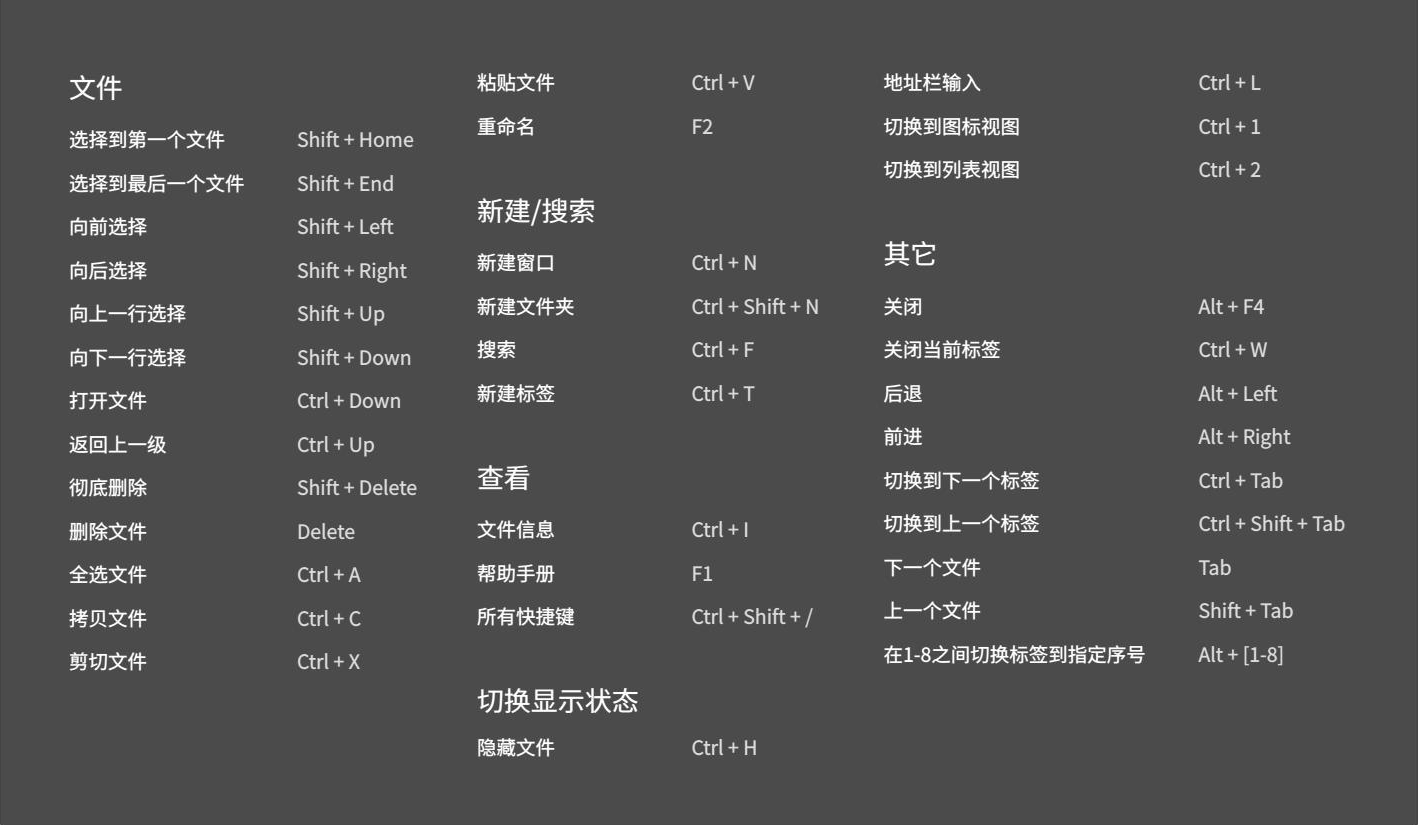 文件
选择到第一个文件 Shift + Home
选择到最后一个文件 Shift + End
向前选择 Shift + Left
向后选择 Shift + Right
向上一行选择 Shift + Up
向下一行选择 Shift + Down
打开文件 Ctrl + Down
返回上一级 Ctrl + Up
彻底删除 Shift + Delete
删除文件 Delete
全选文件 Ctrl + A
拷贝文件 Ctrl + C
剪切文件 Ctrl + X
粘贴文件 Ctrl + V
重命名 F2
新建/搜索
新建窗口 Ctrl + N
新建文件夹 Ctrl + Shift + N
搜索 Ctrl + F
新建标签 Ctrl + T
查看
文件信息 Ctrl + I
帮助手册 F1
所有快捷键 Ctrl + Shift + /
切换显示状态
隐藏文件 Ctrl + H
地址栏输入 Ctrl + L
切换到图标视图 Ctrl + 1
切换到列表视图 Ctrl + 2
其它
关闭 Alt + F4
关闭当前标签 Ctrl + W
后退 Alt + Left
前进 Alt + Right
切换到下一个标签 Ctrl + Tab
切换到上一个标签 Ctrl + Shift + Tab
下一个文件 Tab
上一个文件 Shift + Tab
在1-8之间切换标签到指定序号 Alt + [1-8]